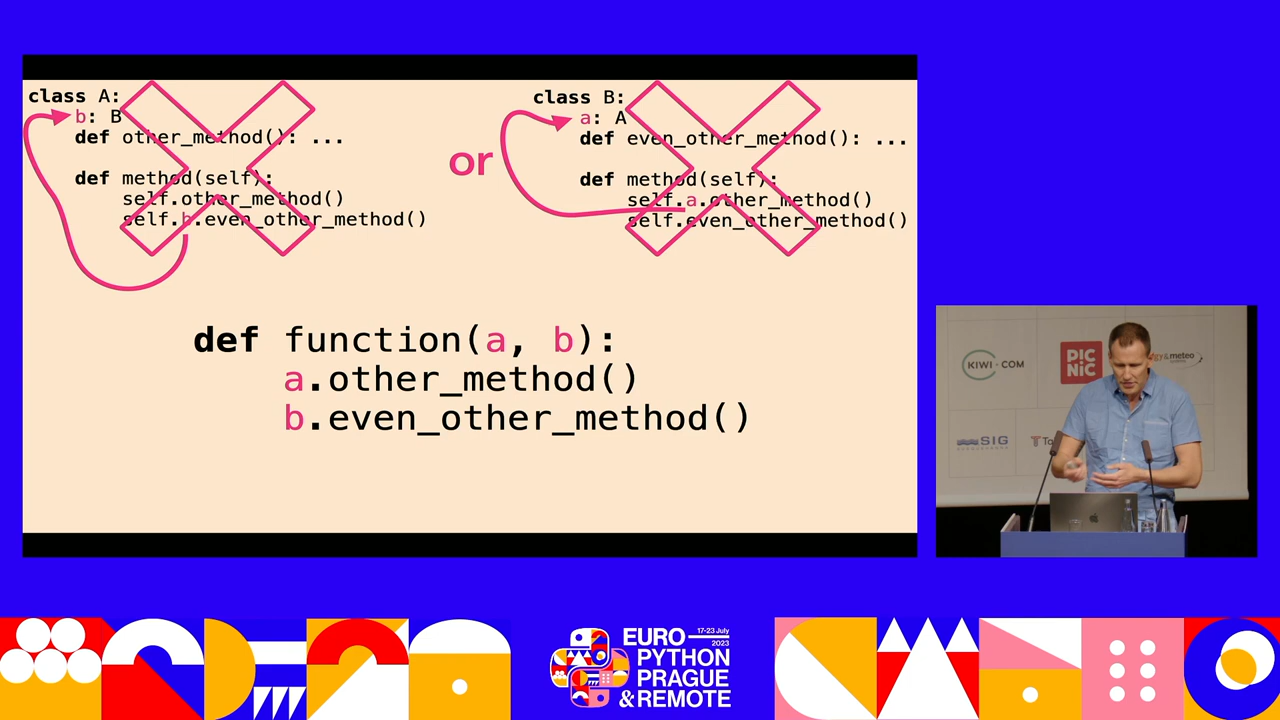 class A:
    b: B
    def other_method(): ...
    def method(self):
        self.other_method()
        self.b.even_other_method()
or
class B:
    a: A
    def even_other_method(): ...
    def method(self):
        self.a.other_method()
        self.even_other_method()
def function(a, b):
    a.other_method()
    b.even_other_method()
KIWI.COM
PIC
NiC
gy & meteo
SIG
EURO
17-23 July
2023
PYTHON
PRAGUE
& REMOTE